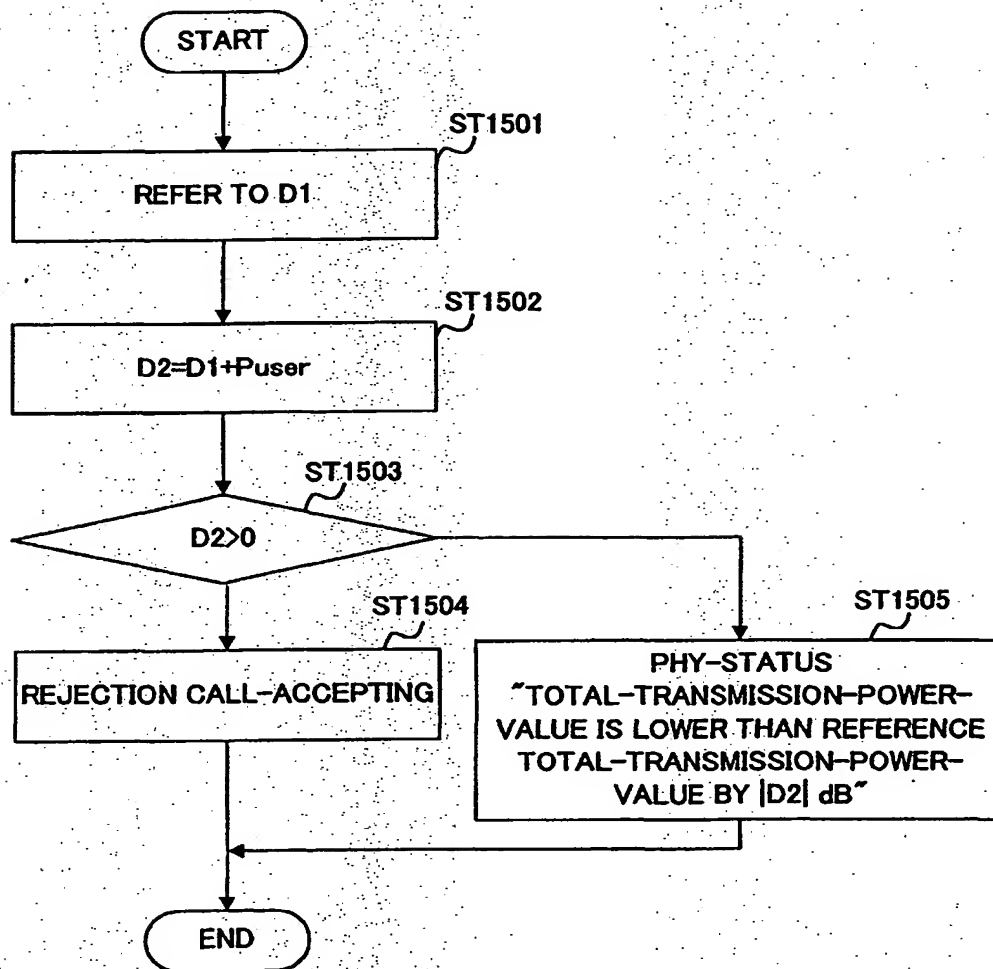 START
ST1501
REFER TO D1
ST1502
D2=D1+Puser
ST1503
D2>0
ST1504
REJECTION CALL-ACCEPTING
ST1505
PHY-STATUS
"TOTAL-TRANSMISSION-POWER-
VALUE IS LOWER THAN REFERENCE
TOTAL-TRANSMISSION-POWER-
VALUE BY |D2| dB"
END